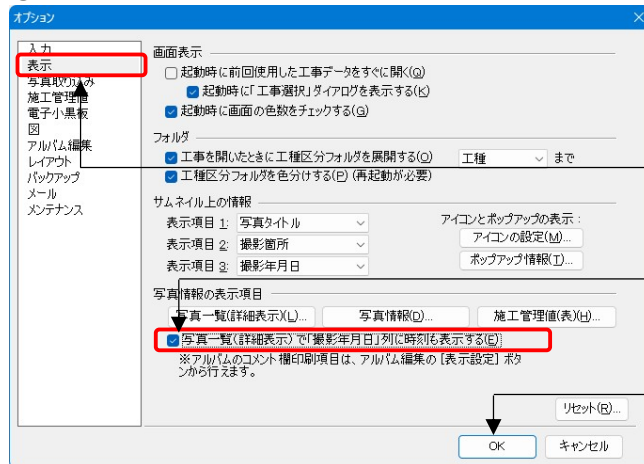 オプション
入力
表示
写真取り込み
施工管理値
電子小黒板
図
アルバム編集
レイアウト
バックアップ
メール
メンテナンス
画面表示
起動時に前回使用した工事データをすぐに開く(Q)
起動時に「工事選択」ダイアログを表示する(K)
起動時に画面の色数をチェックする(G)
フォルダ
工事を開いたときに工種区分フォルダを展開する(O) 工種 まで
工種区分フォルダを色分けする(P) (再起動が必要)
サムネイル上の情報
アイコンとポップアップの表示:
表示項目 1: 写真タイトル
アイコンの設定(M)...
表示項目 2: 撮影箇所
ポップアップ情報(T)...
表示項目 3: 撮影年月日
写真情報の表示項目
写真一覧(詳細表示)(L)... 写真情報(D)... 施工管理値(表)(H)...
写真一覧(詳細表示)で「撮影年月日」列に時刻も表示する(E)
※アルバムのコメント欄印刷項目は、アルバム編集の [表示設定] ボタ
ンから行えます。
リセット(R)...
OK キャンセル